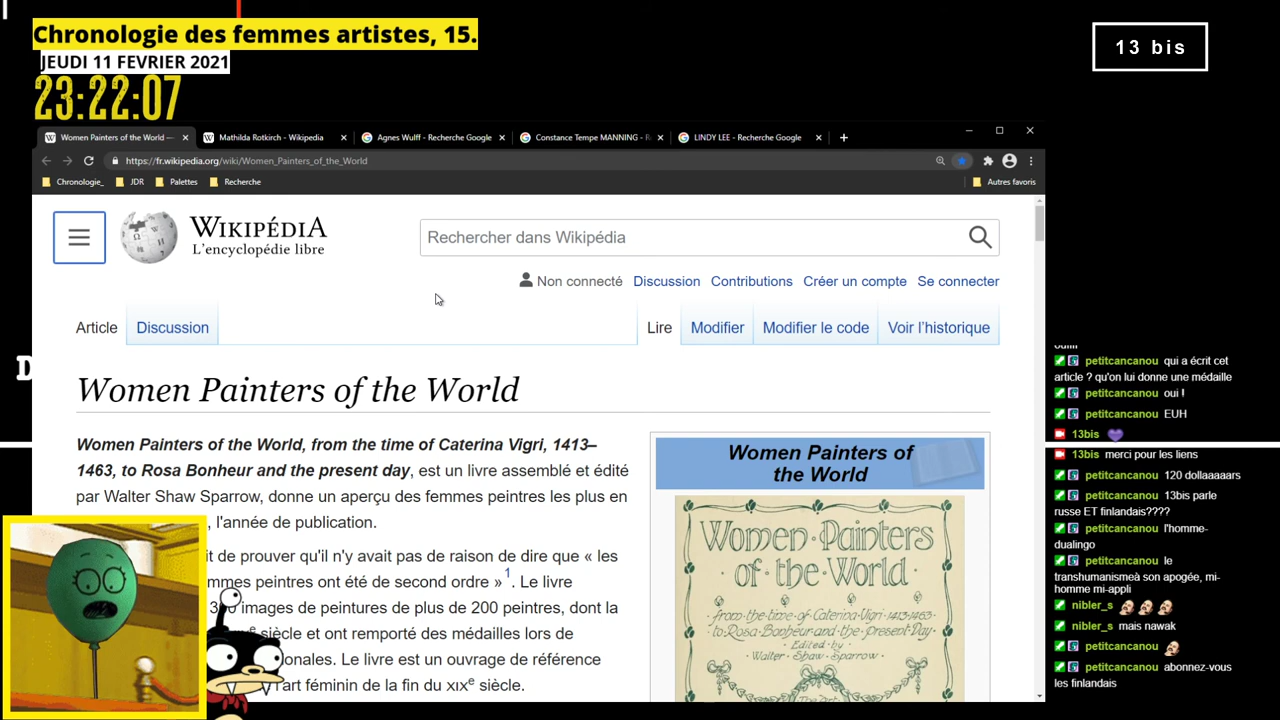 Chronologie des femmes artistes, 15.
JEUDI 11 FEVRIER 2021
23:22:07
13 bis
Women Painters of the World —
Mathilda Rotkirch - Wikipedia
Agnes Wulff - Recherche Google
Constance Tempe MANNING - R
LINDY LEE - Recherche Google
https://fr.wikipedia.org/wiki/Women_Painters_of_the_World
Chronologie_
JDR
Palettes
Recherche
Autres favoris
WIKIPÉDIA
L'encyclopédie libre
Rechercher dans Wikipédia
Non connecté Discussion Contributions Créer un compte Se connecter
Article Discussion Lire Modifier Modifier le code Voir l'historique
Women Painters of the World
Women Painters of the World, from the time of Caterina Vigri, 1413–
1463, to Rosa Bonheur and the present day, est un livre assemblé et édité
par Walter Shaw Sparrow, donne un aperçu des femmes peintres les plus en
, l'année de publication.
it de prouver qu'il n'y avait pas de raison de dire que « les
mmes peintres ont été de second ordre »1. Le livre
images de peintures de plus de 200 peintres, dont la
siècle et ont remporté des médailles lors de
onales. Le livre est un ouvrage de référence
l'art féminin de la fin du XIXe siècle.
Women Painters of
the World
Women Painters
of the World
from the time of Caterina Vigri 1413-1463
to Rosa Bonheur and the Present Day
Edited by
Walter Shaw Sparrow
The Art
D
ouiiii
petitcancanou qui a écrit cet
article ? qu'on lui donne une médaille
petitcancanou oui !
petitcancanou EUH
13bis
13bis merci pour les liens
petitcancanou 120 dollaaaaars
petitcancanou 13bis parle
russe ET finlandais????
petitcancanou l'homme-
dualingo
petitcancanou le
transhumanismeà son apogée, mi-
homme mi-appli
nibler_s
nibler_s mais nawak
petitcancanou
petitcancanou abonnez-vous
les finlandais